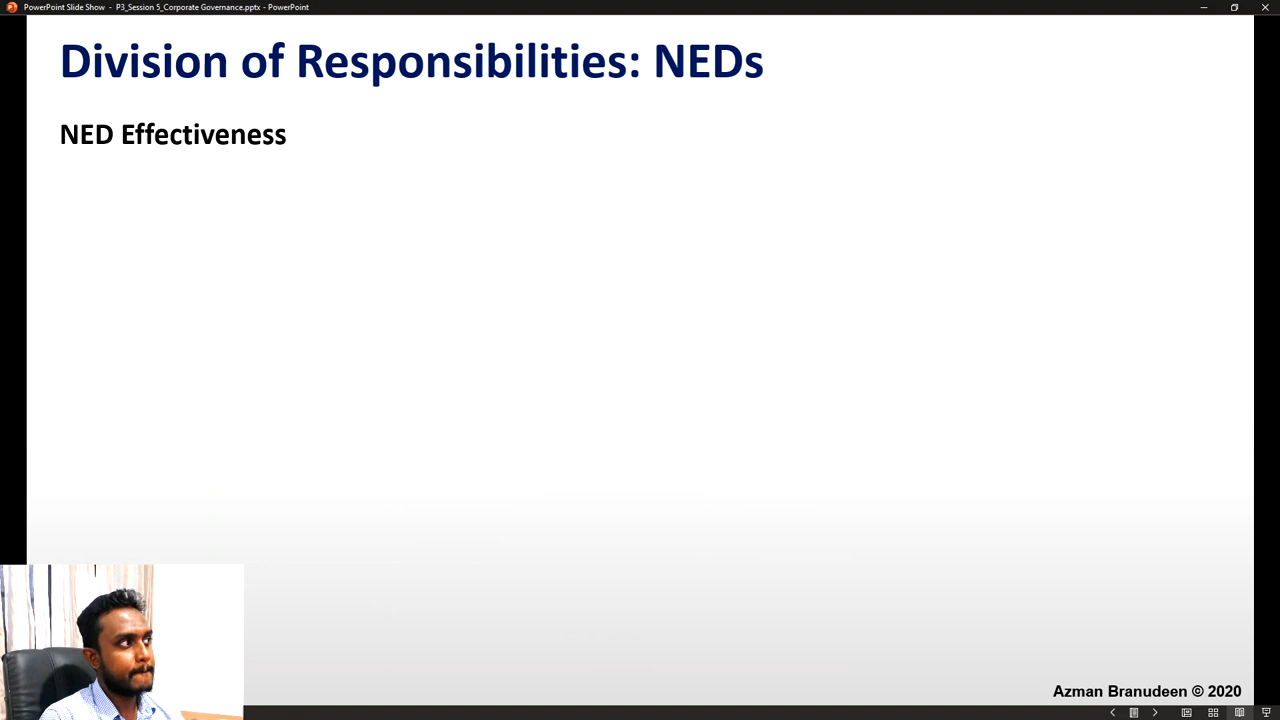 PowerPoint Slide Show - P3_Session 5_Corporate Governance.pptx - PowerPoint
Division of Responsibilities: NEDs
NED Effectiveness
Azman Branudeen © 2020